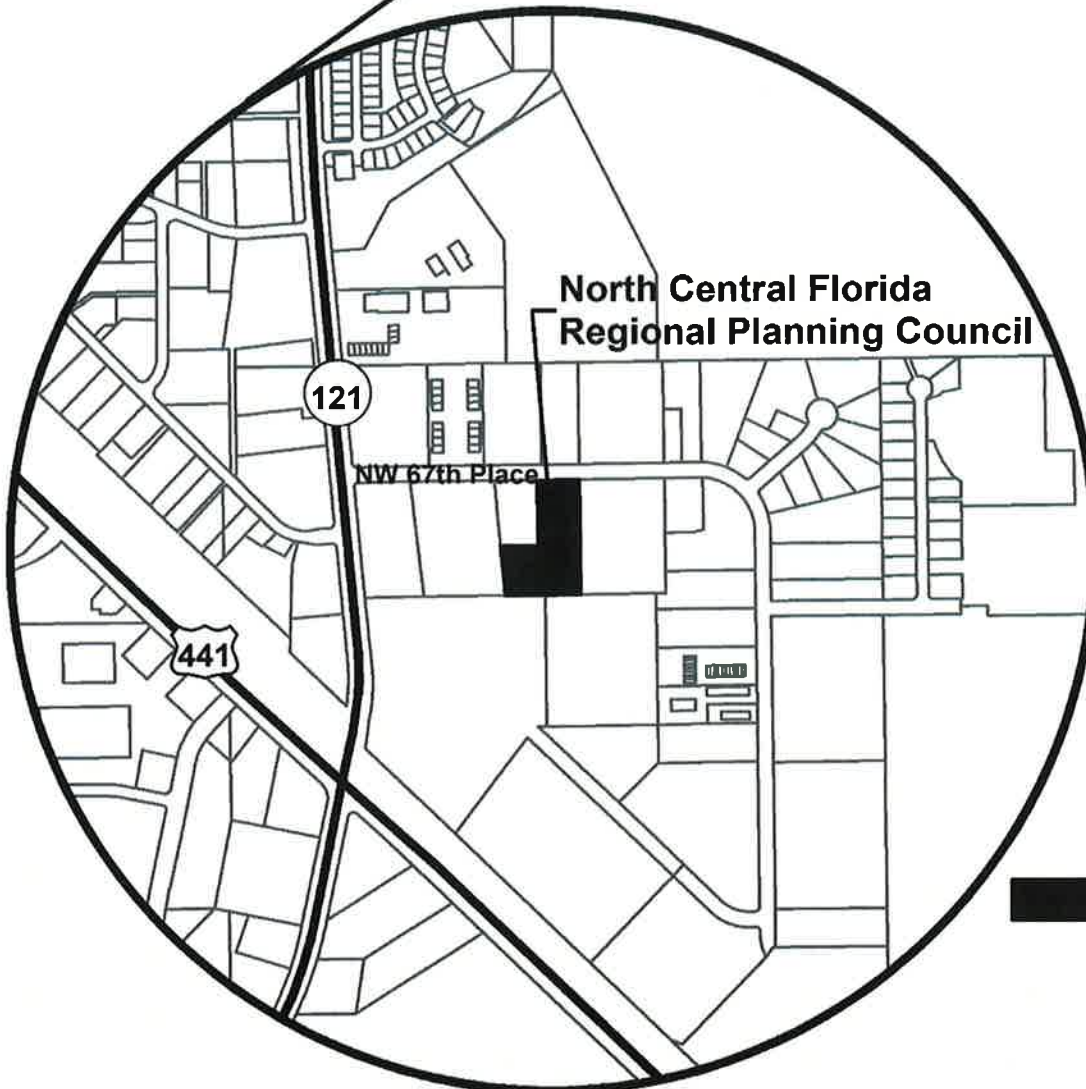 North Central Florida
Regional Planning Council
121
NW 67th Place
441